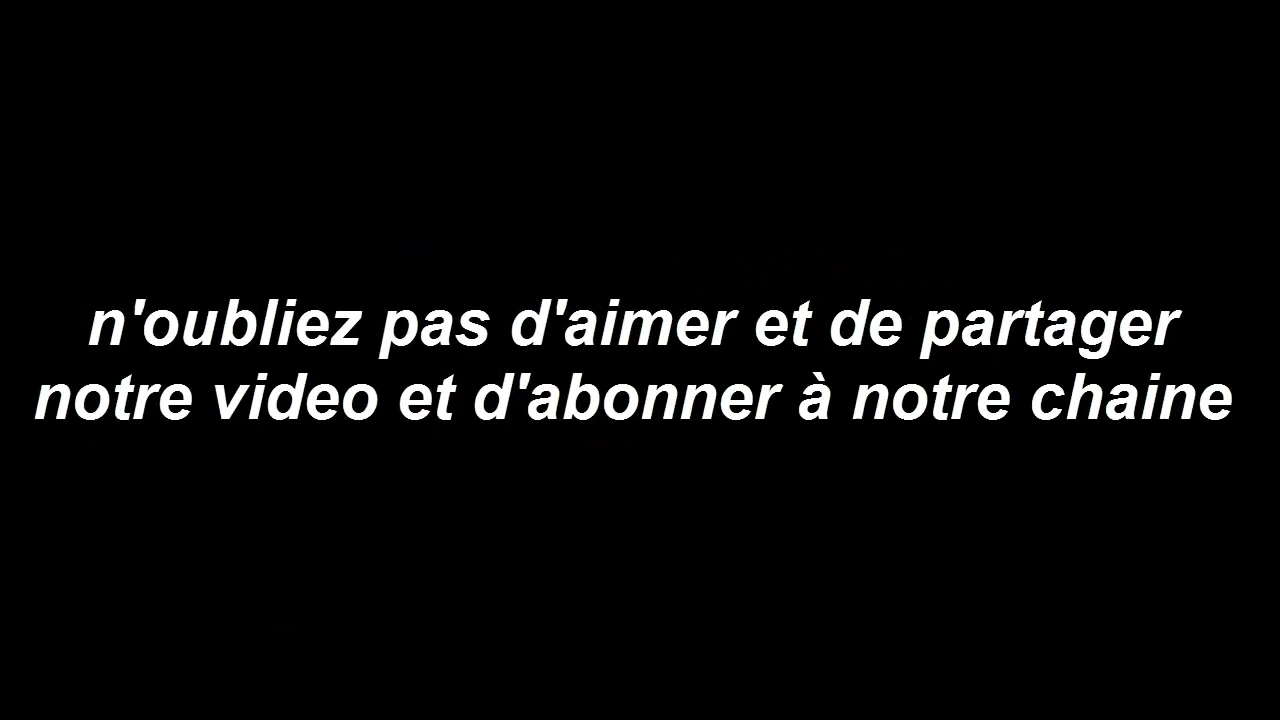 n'oubliez pas d'aimer et de partager
notre video et d'abonner à notre chaine